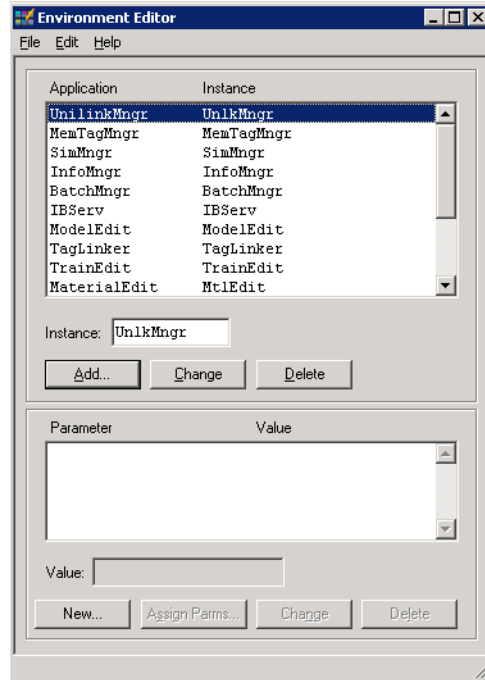 Environment Editor
File Edit Help
Application Instance
UnilinkMngr UnlkMngr
MemTagMngr MemTagMngr
SimMngr SimMngr
InfoMngr InfoMngr
BatchMngr BatchMngr
IBServ IBServ
ModelEdit ModelEdit
TagLinker TagLinker
TrainEdit TrainEdit
MaterialEdit MtlEdit
Instance: UnlkMngr
Add... Change Delete
Parameter Value
Value:
New... Assign Parms... Change Delete